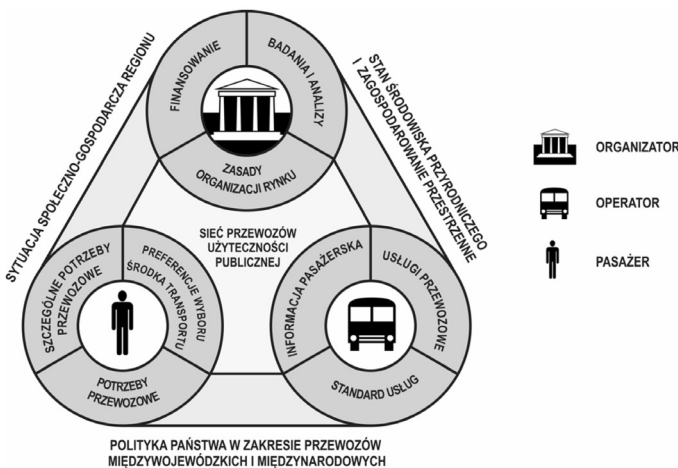 SYTUACJA SPOŁECZNO-GOSPODARCZA REGIONU
STAN ŚRODOWISKA PRZYRODNICZEGO
I ZAGOSPODAROWANIE PRZESTRZENNE
FINANSOWANIE
BADANIA I ANALIZY
ZASADY
ORGANIZACJI RYNKU
SIEĆ PRZEWOZÓW
UŻYTECZNOŚCI
PUBLICZNEJ
SZCZEGÓLNE POTRZEBY
PRZEWOZOWE
PREFERENCJE WYBORU
ŚRODKA TRANSPORTU
POTRZEBY
PRZEWOZOWE
INFORMACJA PASAŻERSKA
USŁUGI PRZEWOZOWE
STANDARD USŁUG
POLITYKA PAŃSTWA W ZAKRESIE PRZEWOZÓW
MIĘDZYWOJEWÓDZKICH I MIĘDZYNARODOWYCH
ORGANIZATOR
OPERATOR
PASAŻER